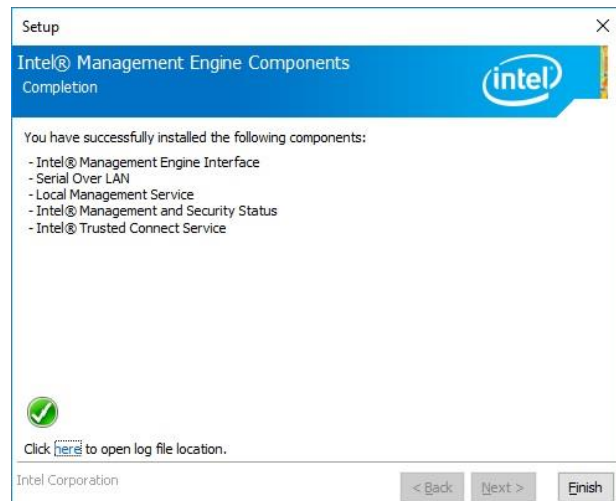 Setup
Intel® Management Engine Components
Completion
intel
You have successfully installed the following components:
- Intel® Management Engine Interface
- Serial Over LAN
- Local Management Service
- Intel® Management and Security Status
- Intel® Trusted Connect Service
Click here to open log file location.
Intel Corporation
< Back Next > Finish